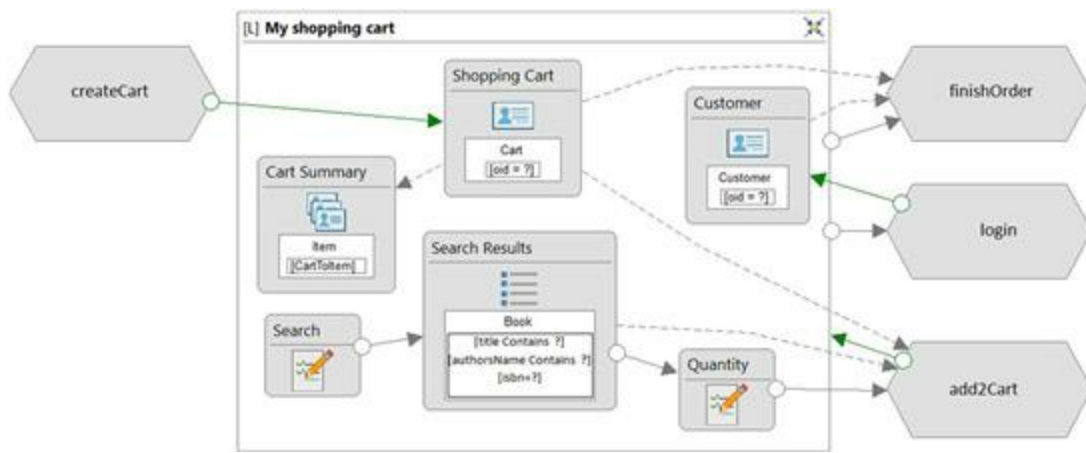 [L] My shopping cart
createCart
Shopping Cart
Cart
[oid = ?]
Customer
Customer
[oid = ?]
finishOrder
Cart Summary
Item
[CartToItem]
login
Search Results
Book
[title Contains ?]
[authorsName Contains ?]
[isbn=?]
Search
Quantity
add2Cart